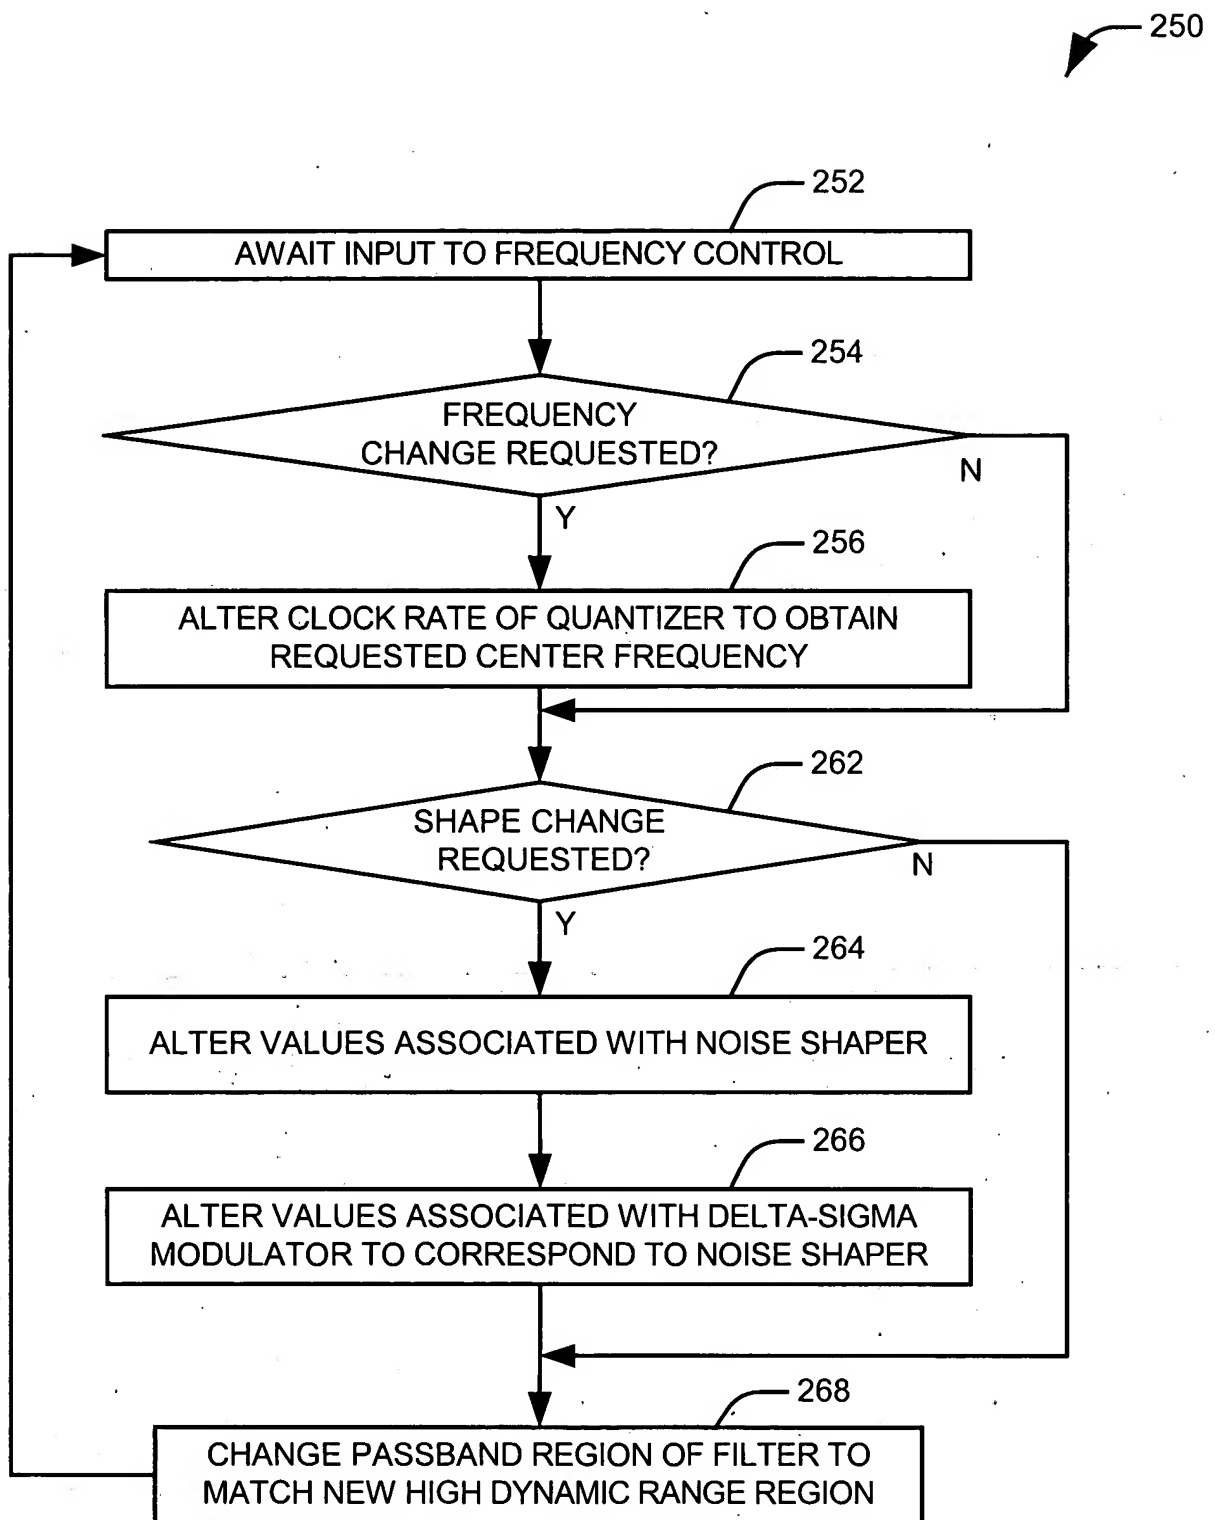 250
252
AWAIT INPUT TO FREQUENCY CONTROL
254
FREQUENCY
CHANGE REQUESTED?
N
Y
256
ALTER CLOCK RATE OF QUANTIZER TO OBTAIN
REQUESTED CENTER FREQUENCY
262
SHAPE CHANGE
REQUESTED?
N
Y
264
ALTER VALUES ASSOCIATED WITH NOISE SHAPER
266
ALTER VALUES ASSOCIATED WITH DELTA-SIGMA
MODULATOR TO CORRESPOND TO NOISE SHAPER
268
CHANGE PASSBAND REGION OF FILTER TO
MATCH NEW HIGH DYNAMIC RANGE REGION